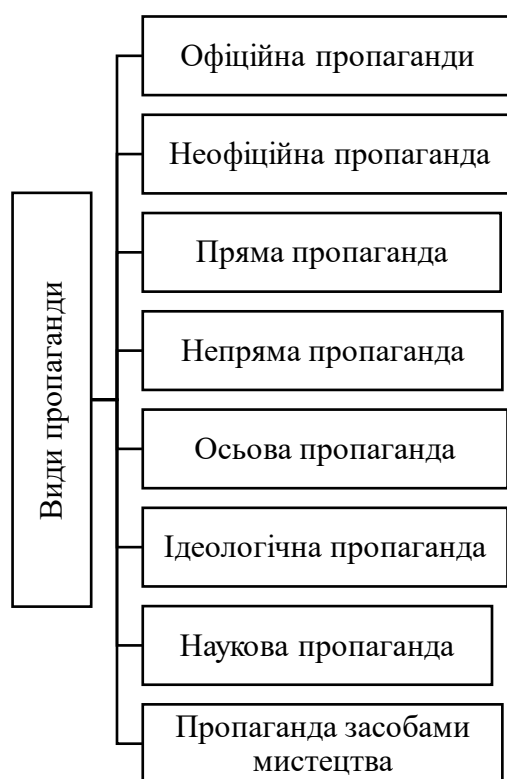 Види пропаганди
Офіційна пропаганди
Неофіційна пропаганда
Пряма пропаганда
Непряма пропаганда
Осьова пропаганда
Ідеологічна пропаганда
Наукова пропаганда
Пропаганда засобами
мистецтва